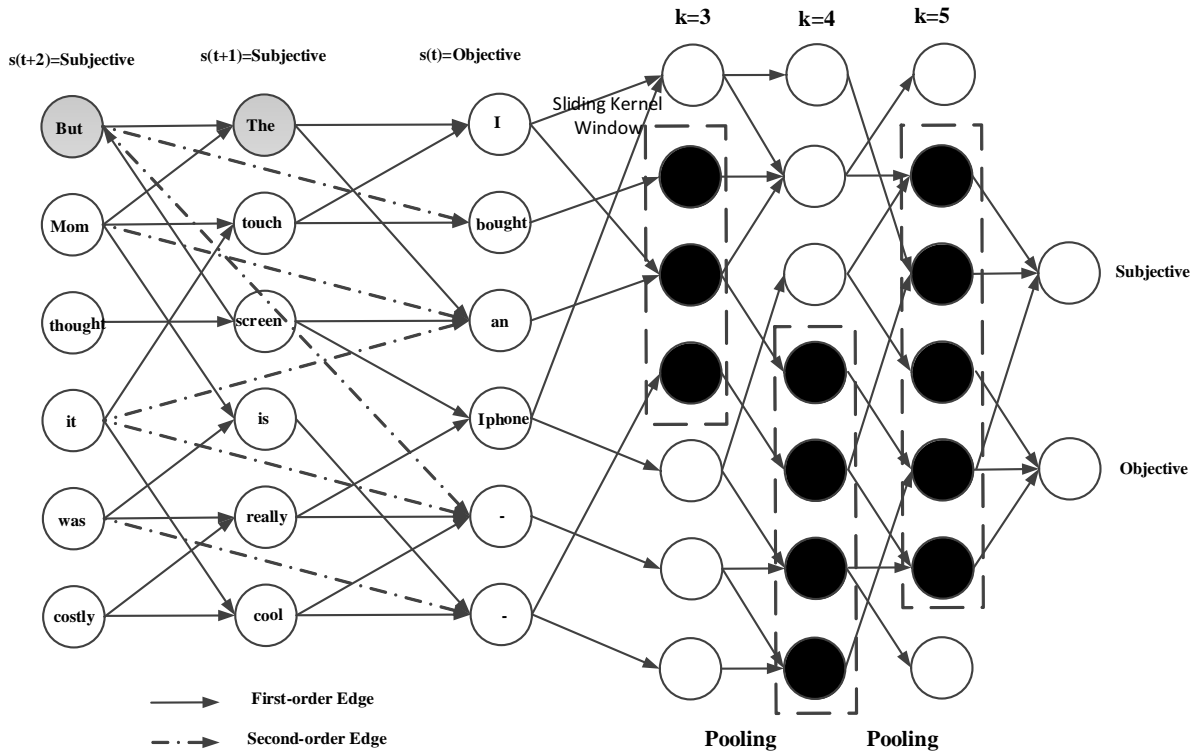 k=3 k=4 k=5
s(t+2)=Subjective s(t+1)=Subjective s(t)=Objective
Sliding Kernel
Window
But The I
Mom touch bought
thought screen an
it is Iphone
was really -
costly cool -
Subjective
Objective
First-order Edge
Second-order Edge
Pooling Pooling